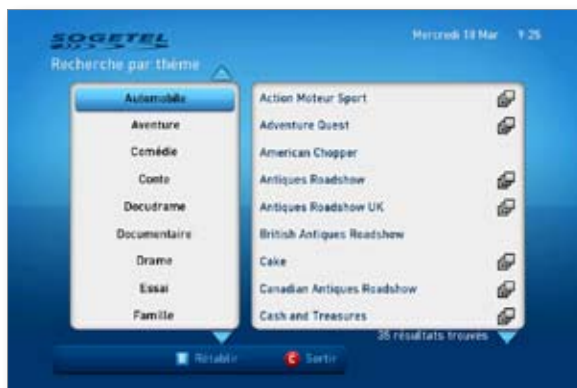 SOGETEL
Mercredi 18 Mar
Recherche par thème
Automobile
Aventure
Comédie
Conte
Docudrame
Documentaire
Drame
Essai
Famille
Action Moteur Sport
Adventure Quest
American Chopper
Antiques Roadshow
Antiques Roadshow UK
British Antiques Roadshow
Cake
Canadian Antiques Roadshow
Cash and Treasures
35 résultats trouvés
Rétablir
C Sortir